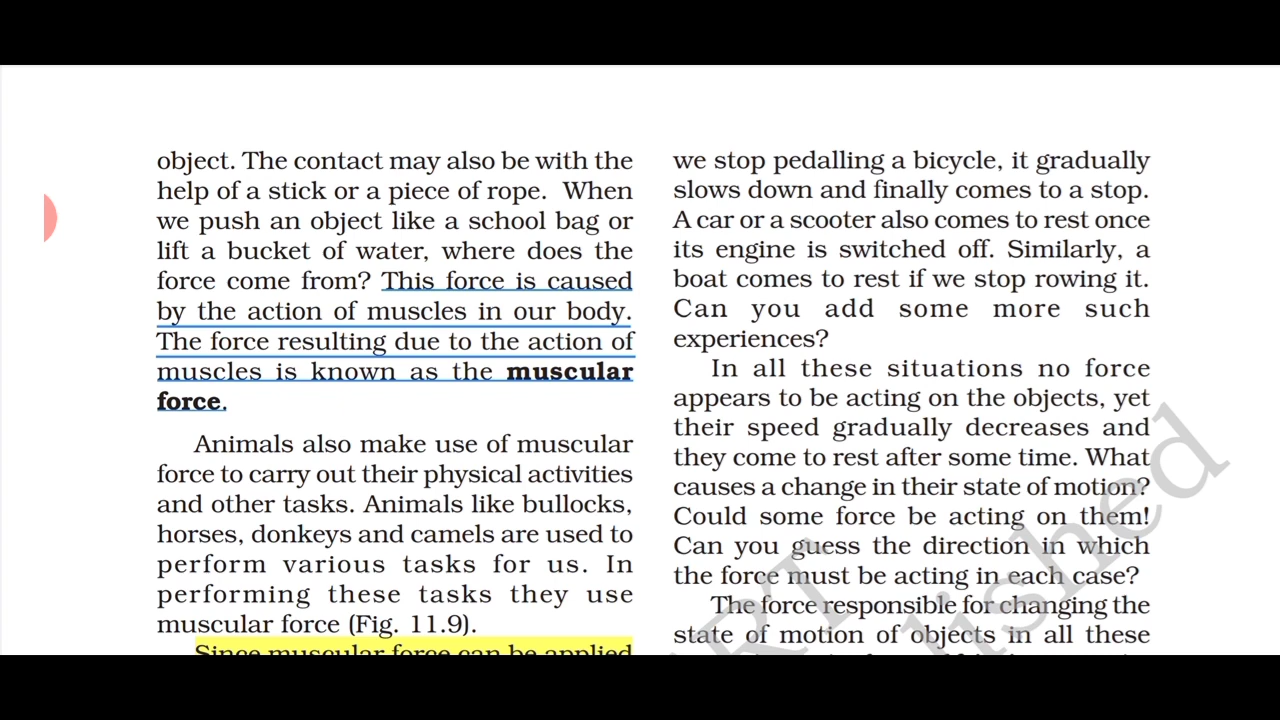 object. The contact may also be with the
help of a stick or a piece of rope. When
we push an object like a school bag or
lift a bucket of water, where does the
force come from? This force is caused
by the action of muscles in our body.
The force resulting due to the action of
muscles is known as the muscular
force.
Animals also make use of muscular
force to carry out their physical activities
and other tasks. Animals like bullocks,
horses, donkeys and camels are used to
perform various tasks for us. In
performing these tasks they use
muscular force (Fig. 11.9).
Since muscular force can be applied
we stop pedalling a bicycle, it gradually
slows down and finally comes to a stop.
A car or a scooter also comes to rest once
its engine is switched off. Similarly, a
boat comes to rest if we stop rowing it.
Can you add some more such
experiences?
In all these situations no force
appears to be acting on the objects, yet
their speed gradually decreases and
they come to rest after some time. What
causes a change in their state of motion?
Could some force be acting on them!
Can you guess the direction in which
the force must be acting in each case?
The force responsible for changing the
state of motion of objects in all these